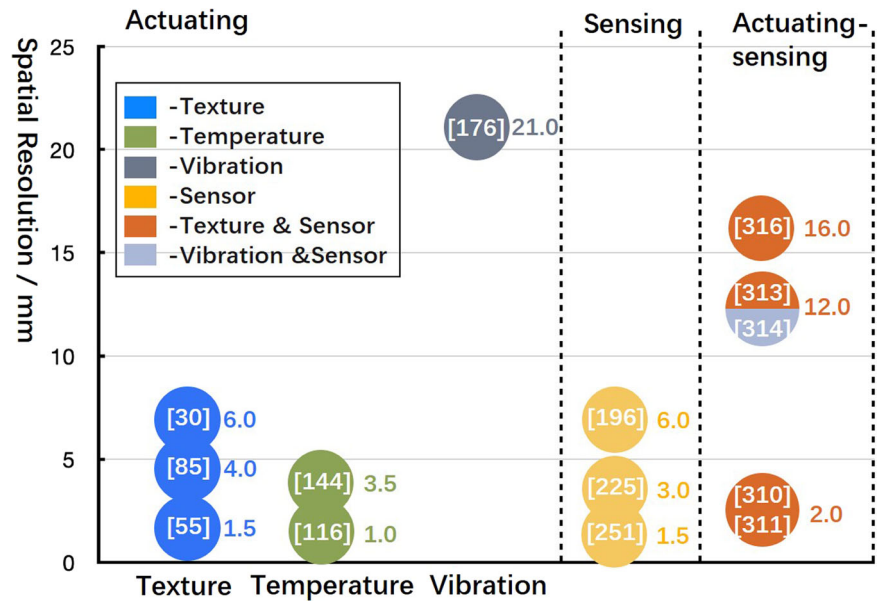 Actuating
Sensing
Actuating-
sensing
Spatial Resolution / mm
25
20
15
10
5
0
-Texture
-Temperature
-Vibration
-Sensor
-Texture & Sensor
-Vibration &Sensor
[176] 21.0
[316] 16.0
[313]
[314]
12.0
[30] 6.0
[85] 4.0
[55] 1.5
[144] 3.5
[116] 1.0
[196] 6.0
[225] 3.0
[251] 1.5
[310]
[311]
2.0
Texture Temperature Vibration